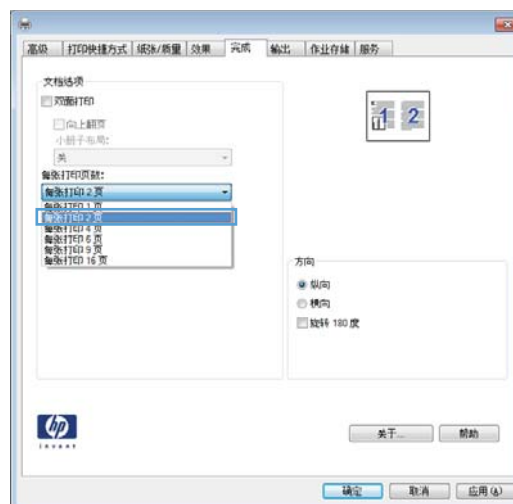 高级 打印快捷方式 纸张/质量 效果 完成 输出 作业存储 服务
文档选项
双面打印
向上翻页
小册子布局:
关
每张打印页数:
每张打印 2 页
每张打印 1 页
每张打印 2 页
每张打印 4 页
每张打印 6 页
每张打印 9 页
每张打印 16 页
1 2
方向
纵向
横向
旋转 180 度
hp
invent
关于... 帮助
确定 取消 应用(A)